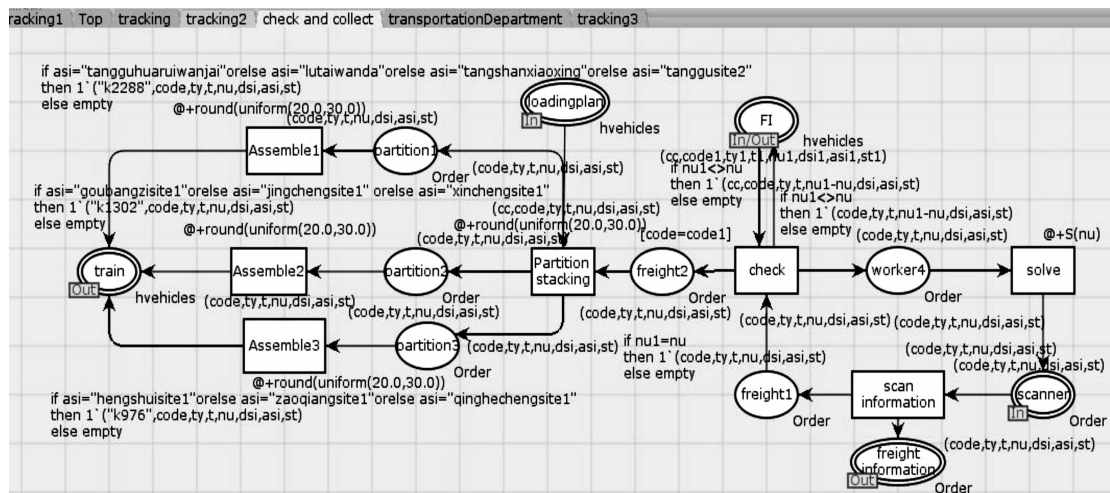 racking1 Top tracking tracking2 check and collect transportationDepartment tracking3
if asi="tangguhuaruiwanjai"orelse asi="lutaiwanda"orelse asi="tangshanxiaoxing"orelse asi="tanggusite2"
then 1`("k2288",code,ty,t,nu,dsi,asi,st)
else empty
@+round(uniform(20.0,30.0))
(code,ty,t,nu,dsi,asi,st)
Assemble1
partition1
Order
loadingplan
In
hvehicles
(code,ty,t,nu,dsi,asi,st)
FI
In/Out
hvehicles
(cc,code1,ty1,t1,nu1,dsi1,asi1,st1)
if nu1<>nu
then 1`(cc,code,ty,t,nu1-nu,dsi,asi,st)
else empty
if nu1<>nu
then 1`(code,ty,t,nu1-nu,dsi,asi,st)
else empty
if asi="goubangzisite1"orelse asi="jingchengsite1" orelse asi="xinchengsite1"
then 1`("k1302",code,ty,t,nu,dsi,asi,st)
else empty
@+round(uniform(20.0,30.0))
(cc,code,ty,t,nu,dsi,asi,st)
@+round(uniform(20.0,30.0))
(code,ty,t,nu,dsi,asi,st)
[code=code1]
(code,ty,t,nu,dsi,asi,st)
@+S(nu)
train
Out
hvehicles
Assemble2
(code,ty,t,nu,dsi,asi,st)
partition2
Order
(code,ty,t,nu,dsi,asi,st)
Partition
stacking
freight2
Order
(code,ty,t,nu,dsi,asi,st)
check
worker4
Order
solve
(code,ty,t,nu,dsi,asi,st)
(code,ty,t,nu,dsi,asi,st)
Assemble3
@+round(uniform(20.0,30.0))
partition3
Order
(code,ty,t,nu,dsi,asi,st)
if nu1=nu
then 1`(code,ty,t,nu,dsi,asi,st)
else empty
(code,ty,t,nu,dsi,asi,st)
(code,ty,t,nu,dsi,asi,st)
freight1
Order
scan
information
scanner
In
Order
if asi="hengshuisite1"orelse asi="zaoqiangsite1"orelse asi="qinghechengsite1"
then 1`("k976",code,ty,t,nu,dsi,asi,st)
else empty
(code,ty,t,nu,dsi,asi,st)
freight
information
Out
Order